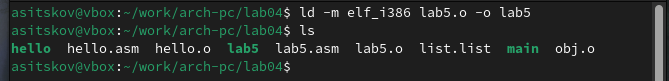 asitskov@vbox:~/work/arch-pc/lab04$ ld -m elf_i386 lab5.o -o lab5
asitskov@vbox:~/work/arch-pc/lab04$ ls
hello hello.asm hello.o lab5 lab5.asm lab5.o list.list main obj.o
asitskov@vbox:~/work/arch-pc/lab04$